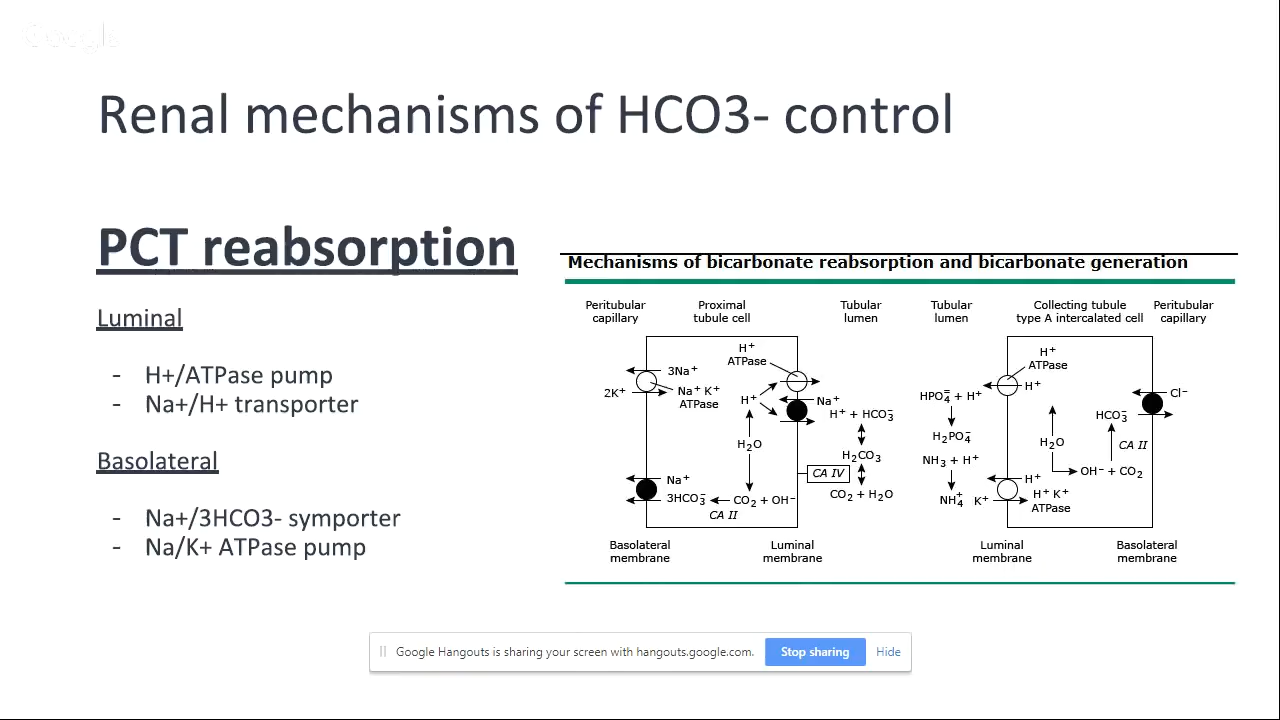 Google
Renal mechanisms of HCO3- control
PCT reabsorption
Luminal
- H+/ATPase pump
- Na+/H+ transporter
Basolateral
- Na+/3HCO3- symporter
- Na/K+ ATPase pump
Mechanisms of bicarbonate reabsorption and bicarbonate generation
Peritubular
capillary
Proximal
tubule cell
Tubular
lumen
Tubular
lumen
Collecting tubule
type A intercalated cell
Peritubular
capillary
3Na⁺
2K⁺
Na⁺ K⁺
ATPase
H⁺
ATPase
H⁺
Na⁺
H⁺ + HCO₃⁻
H₂O
H₂CO₃
CA IV
CO₂ + H₂O
Na⁺
3HCO₃⁻
CO₂ + OH⁻
CA II
Basolateral
membrane
Luminal
membrane
H⁺
ATPase
H⁺
HPO₄⁼ + H⁺
H₂PO₄⁻
NH₃ + H⁺
NH₄⁺
K⁺
H⁺
H⁺ K⁺
ATPase
H₂O
OH⁻ + CO₂
CA II
HCO₃⁻
Cl⁻
Luminal
membrane
Basolateral
membrane
Google Hangouts is sharing your screen with hangouts.google.com.
Stop sharing
Hide